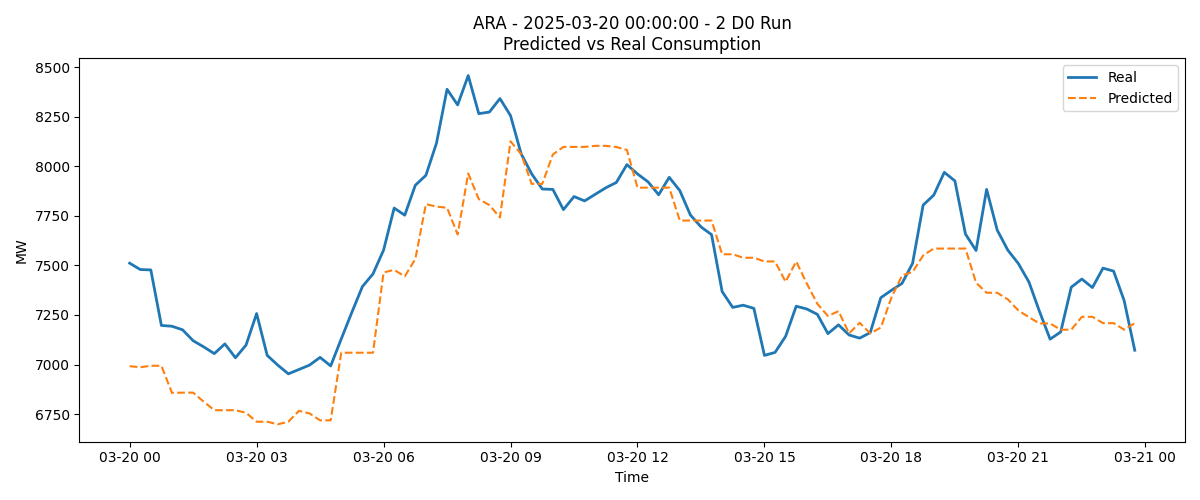 ARA - 2025-03-20 00:00:00 - 2 D0 Run
Predicted vs Real Consumption
Real
Predicted
MW
8500
8250
8000
7750
7500
7250
7000
6750
03-20 00
03-20 03
03-20 06
03-20 09
03-20 12
03-20 15
03-20 18
03-20 21
03-21 00
Time